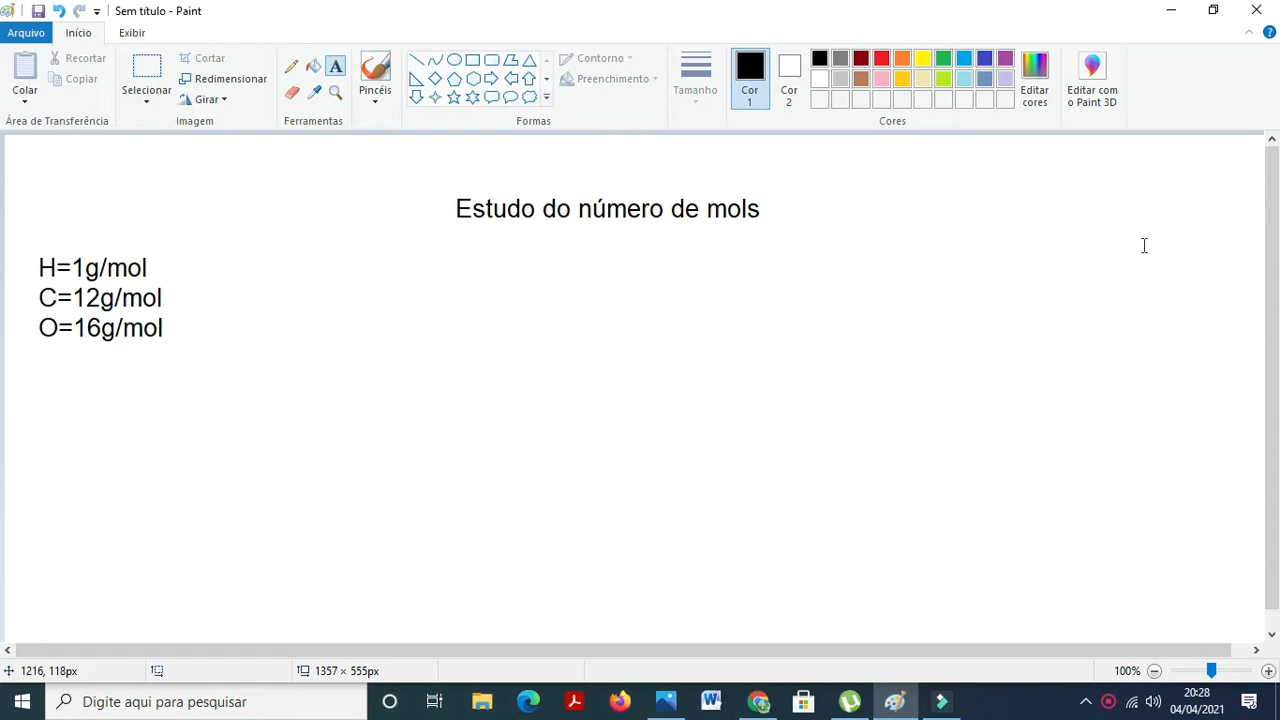 Sem título - Paint
Arquivo Início Exibir
Colar
Recortar
Copiar
Área de Transferência
Selecionar
Cortar
Redimensionar
Girar
Imagem
A
Ferramentas
Pincéis
Formas
Contorno
Preenchimento
Tamanho
Cor 1
Cor 2
Cores
Editar cores
Editar com o Paint 3D
Estudo do número de mols
H=1g/mol
C=12g/mol
O=16g/mol
1216, 118px
1357 × 555px
100%
Digite aqui para pesquisar
20:28
04/04/2021